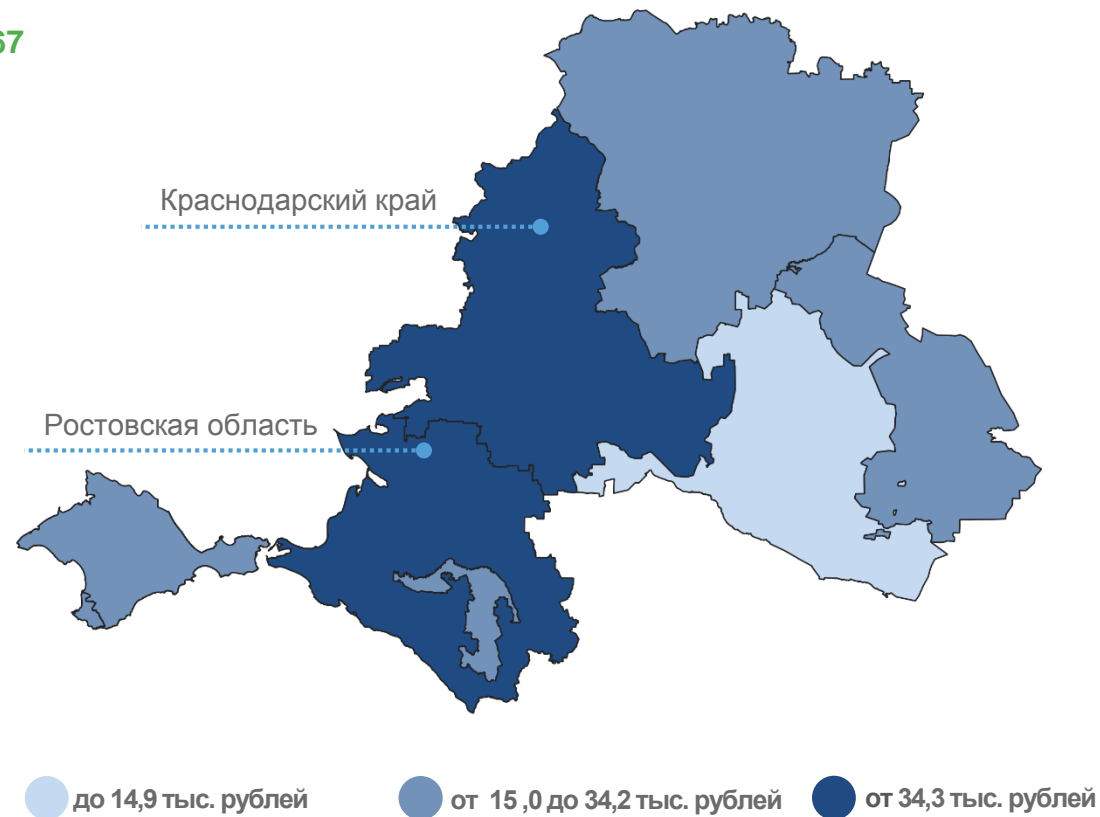 67
Краснодарский край
Ростовская область
до 14,9 тыс. рублей
от 15 ,0 до 34,2 тыс. рублей
от 34,3 тыс. рублей